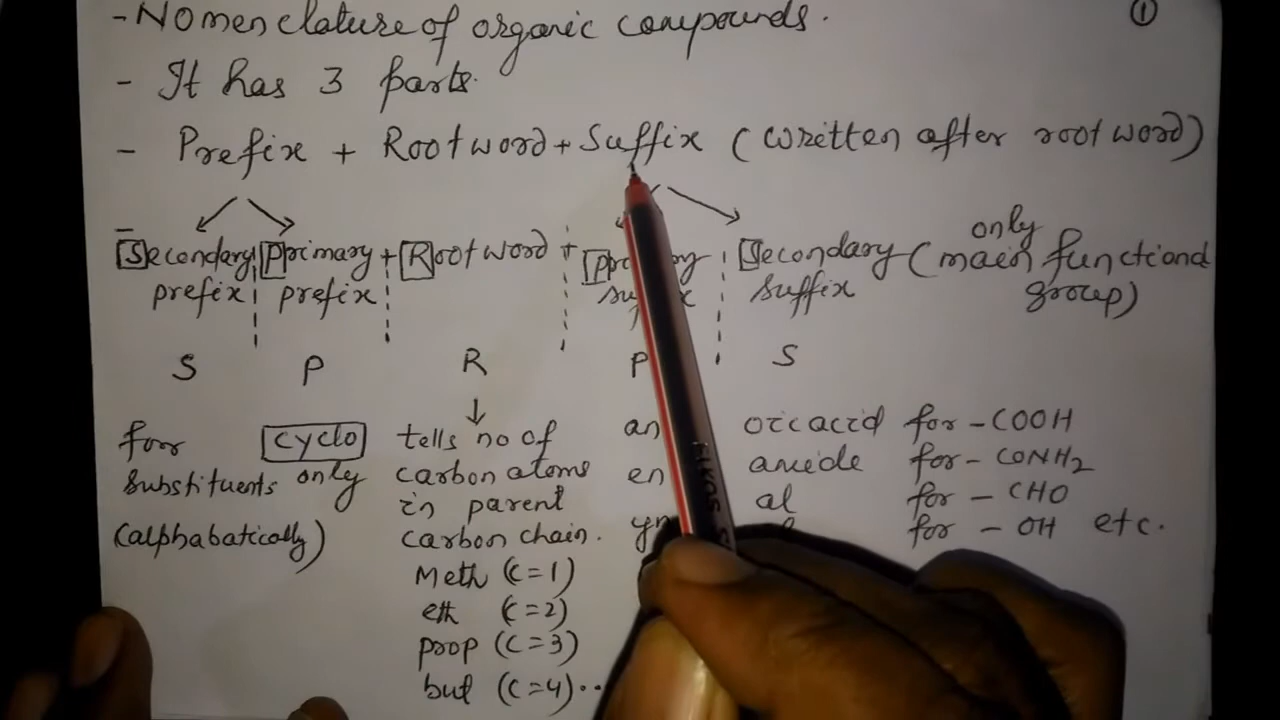 - Nomenclature of organic compounds. ①
- It has 3 parts.
- Prefix + Root word + Suffix (written after root word)
Secondary prefix Primary prefix + Root word + Secondary suffix (only main functional group)
S P R P S
for substituents only (alphabatically)
cyclo
tells no of
carbon atoms
in parent
carbon chain.
Meth (C=1)
eth (C=2)
prop (C=3)
but (C=4)..
an
en
oic acid for -COOH
amide for - CONH2
al for - CHO
for - OH etc.